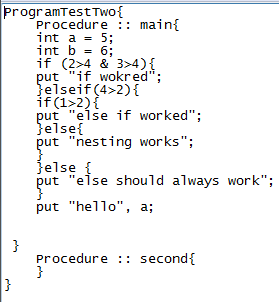 ProgramTestTwo{
Procedure :: main{
int a = 5;
int b = 6;
if (2>4 & 3>4){
put "if wokred";
}elseif(4>2){
if(1>2){
put "else if worked";
}else{
put "nesting works";
}
}else {
put "else should always work";
}
put "hello", a;
}
Procedure :: second{
}
}